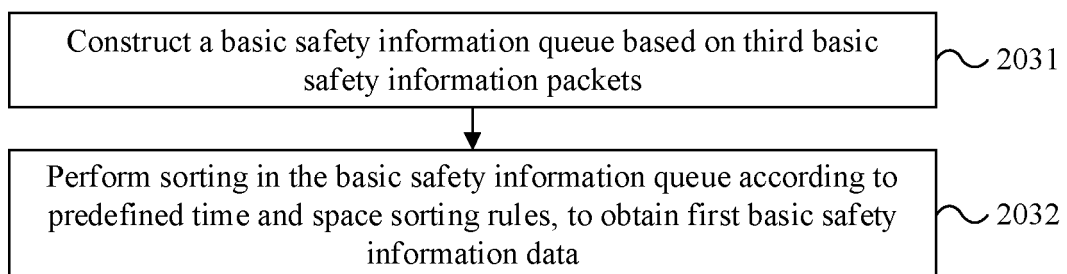 Construct a basic safety information queue based on third basic
safety information packets
2031
Perform sorting in the basic safety information queue according to
predefined time and space sorting rules, to obtain first basic safety
information data
2032